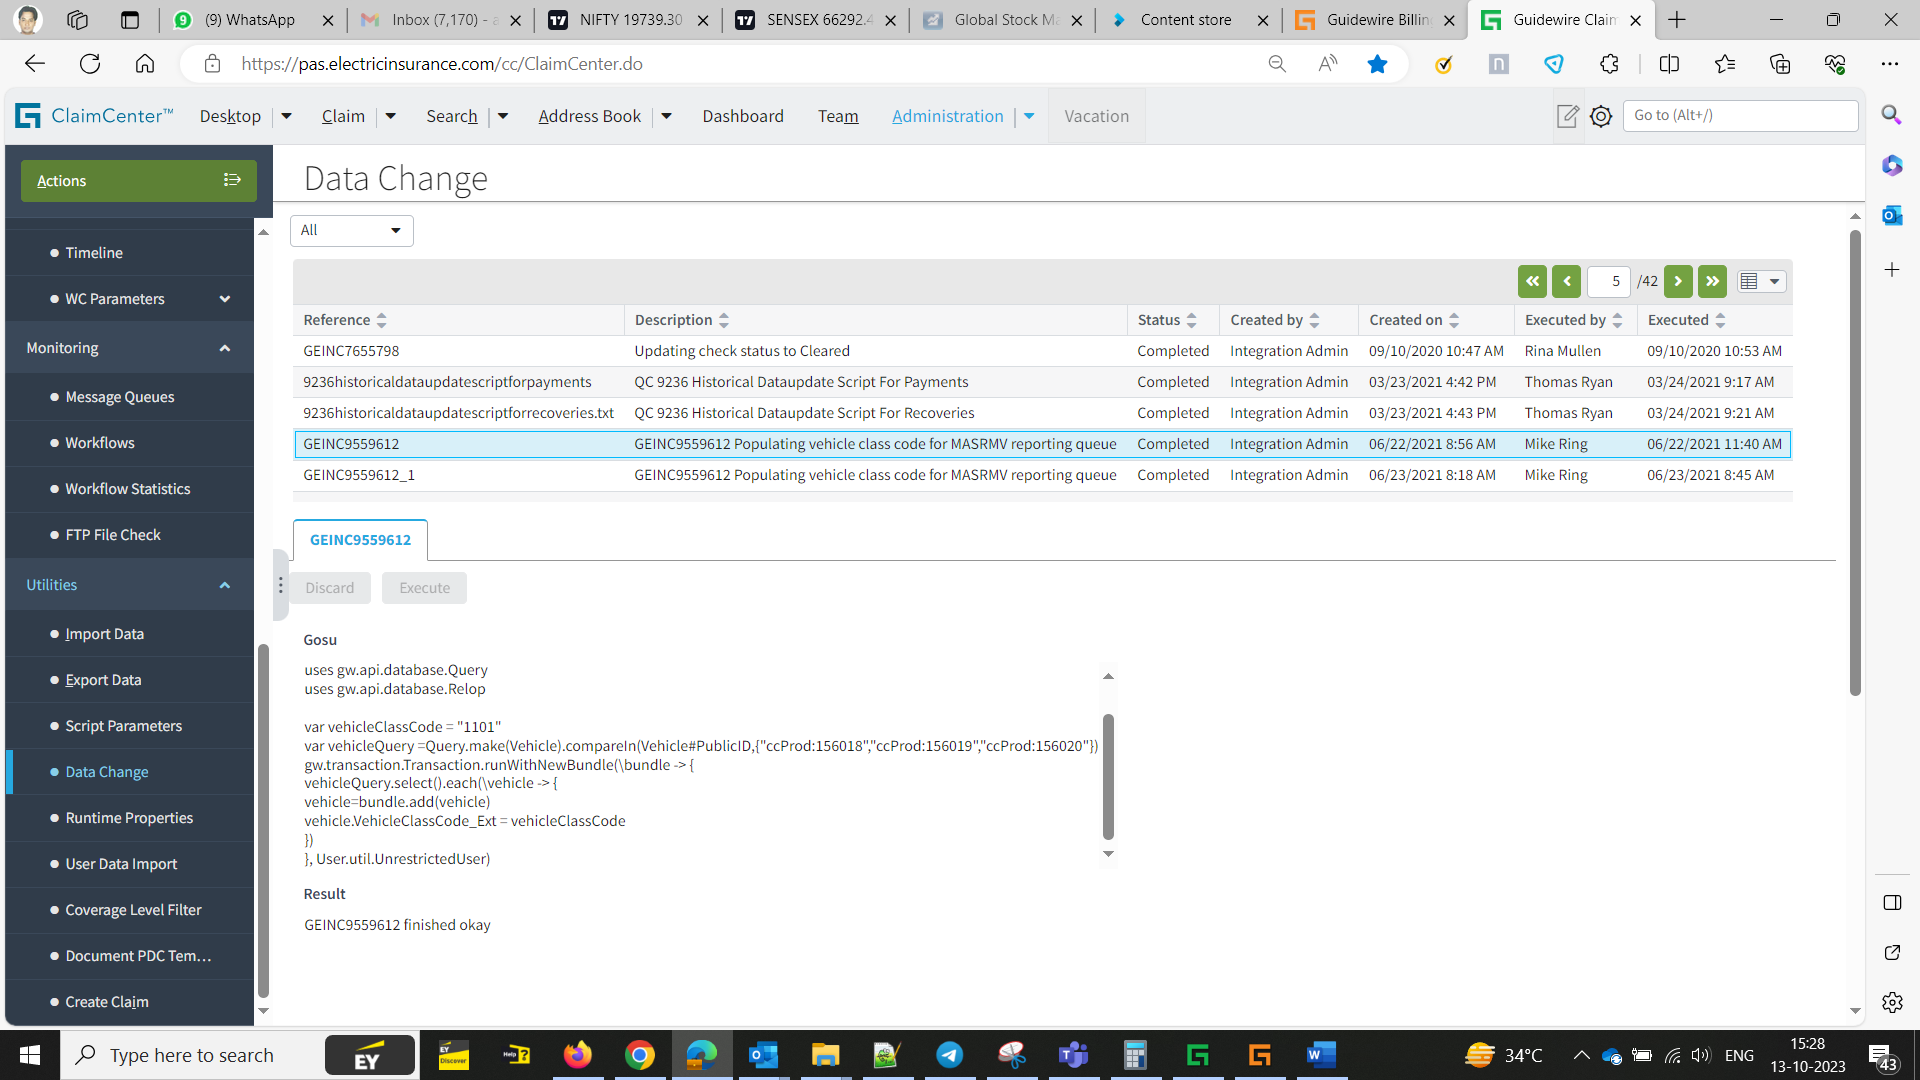 (9) WhatsApp
Inbox (7,170) - a
NIFTY 19739.30
SENSEX 66292.4
Global Stock Ma
Content store
Guidewire Billin
Guidewire Claim
https://pas.electricinsurance.com/cc/ClaimCenter.do
ClaimCenter™ Desktop Claim Search Address Book Dashboard Team Administration Vacation Go to (Alt+/)
Actions
Timeline
WC Parameters
Monitoring
Message Queues
Workflows
Workflow Statistics
FTP File Check
Utilities
Import Data
Export Data
Script Parameters
Data Change
Runtime Properties
User Data Import
Coverage Level Filter
Document PDC Tem...
Create Claim
Data Change
All
5 /42
Reference Description Status Created by Created on Executed by Executed
GEINC7655798 Updating check status to Cleared Completed Integration Admin 09/10/2020 10:47 AM Rina Mullen 09/10/2020 10:53 AM
9236historicaldataupdatescriptforpayments QC 9236 Historical Dataupdate Script For Payments Completed Integration Admin 03/23/2021 4:42 PM Thomas Ryan 03/24/2021 9:17 AM
9236historicaldataupdatescriptforrecoveries.txt QC 9236 Historical Dataupdate Script For Recoveries Completed Integration Admin 03/23/2021 4:43 PM Thomas Ryan 03/24/2021 9:21 AM
GEINC9559612 GEINC9559612 Populating vehicle class code for MASRMV reporting queue Completed Integration Admin 06/22/2021 8:56 AM Mike Ring 06/22/2021 11:40 AM
GEINC9559612_1 GEINC9559612 Populating vehicle class code for MASRMV reporting queue Completed Integration Admin 06/23/2021 8:18 AM Mike Ring 06/23/2021 8:45 AM
GEINC9559612
Discard Execute
Gosu
uses gw.api.database.Query
uses gw.api.database.Relop
var vehicleClassCode = "1101"
var vehicleQuery =Query.make(Vehicle).compareIn(Vehicle#PublicID,{"ccProd:156018","ccProd:156019","ccProd:156020"})
gw.transaction.Transaction.runWithNewBundle(\bundle -> {
vehicleQuery.select().each(\vehicle -> {
vehicle=bundle.add(vehicle)
vehicle.VehicleClassCode_Ext = vehicleClassCode
})
}, User.util.UnrestrictedUser)
Result
GEINC9559612 finished okay
Type here to search
EY
EY Discover
Help ?
34°C
ENG
15:28
13-10-2023
43